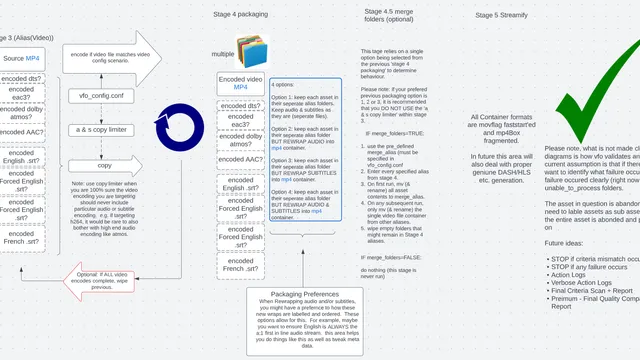 ge 3 (Alias(Video))
Source MP4
encoded dts?
encoded
eac3?
encoded dolby
atmos?
encoded AAC?
encoded
English .srt?
encoded
Forced English
.srt?
encoded
Forced English
.srt?
encoded
French .srt?
encode if video file matches video
config scenario.
vfo_config.conf
a & s copy limiter
copy
Note: use copy limiter when
you are 100% sure the video
encoding you are targeting
should never include
particular audio or subtitle
encoding. e.g. if targeting
h264, it would be rare to also
bother with high end audio
encoding like atmos.
Optional: if ALL video
encodes complete, wipe
previous.
Stage 4 packaging
multiple
Encoded video
MP4
encoded dts?
encoded
eac3?
encoded dolby
atmos?
encoded AAC?
encoded
English .srt?
encoded
Forced English
.srt?
encoded
Forced English
.srt?
encoded
French .srt?
4 options:
Option 1: keep each asset in
their seperate alias folders.
Keep audio & subtitles as
they are (seperate files).
Option 2: keep each asset in
their seperate alias folder
BUT REWRAP AUDIO into
mp4 container.
Option 3: keep each asset in
their seperate alias folder
BUT REWRAP SUBTITLES
into mp4 container.
Option 4: keep each asset in
their seperate alias folder
BUT REWRAP AUDIO &
SUBTITLES into mp4
container.
Packaging Preferences
When Rewrapping audio and/or subtitles,
you might have a prefence to how these
new wraps are labelled and ordered. These
options allow for this. For example, maybe
you want to ensure English is ALWAYS the
a:1 first in line audio stream. this area helps
you do things like this as well as tweak meta
data.
Stage 4.5 merge
folders (optional)
This stage relies on a single
option being selected from
the previous 'stage 4
packaging' to determine
behaviour.
Please note: if your prefered
previous packaging option is
1, 2 or 3, it is recommended
that you DO NOT USE the 'a
& s copy limiter' within stage
3.
IF merge_folders=TRUE:
1. use the pre_defined
merge_alias (must be
specified in
vfo_config.conf
2. Enter every specified alias
from stage 4.
3. On first run, mv (&
rename) all asset
contents to merge_alias.
4. On any subsequent run,
only mv (& rename) the
single video file container
from other aliases.
5. wipe empty folders that
might remain in Stage 4
aliases.
IF merge_folders=FALSE:
do nothing (this stage is
never run)
Stage 5 Streamify
All Container formats
are movflag faststart'ed
and mp4Box
fragmented.
In future this area will
also deal with proper
geniune DASH/HLS
etc. generation.
Please note, what is not made cl
diagrams is how vfo validates an
current assumption is that if there
want to identify what failure occur
failure occured clearly (right now
unable_to_process folders.
The asset in question is abandon
need to lable assets as sub asse
the entire asset is abonded and p
on
Future ideas:
• STOP if criteria mismatch occu
• STOP if any failure occurs
• Action Logs
• Verbose Action Logs
• Final Criteria Scan + Report
• Preimum - Final Quality Comp
Report